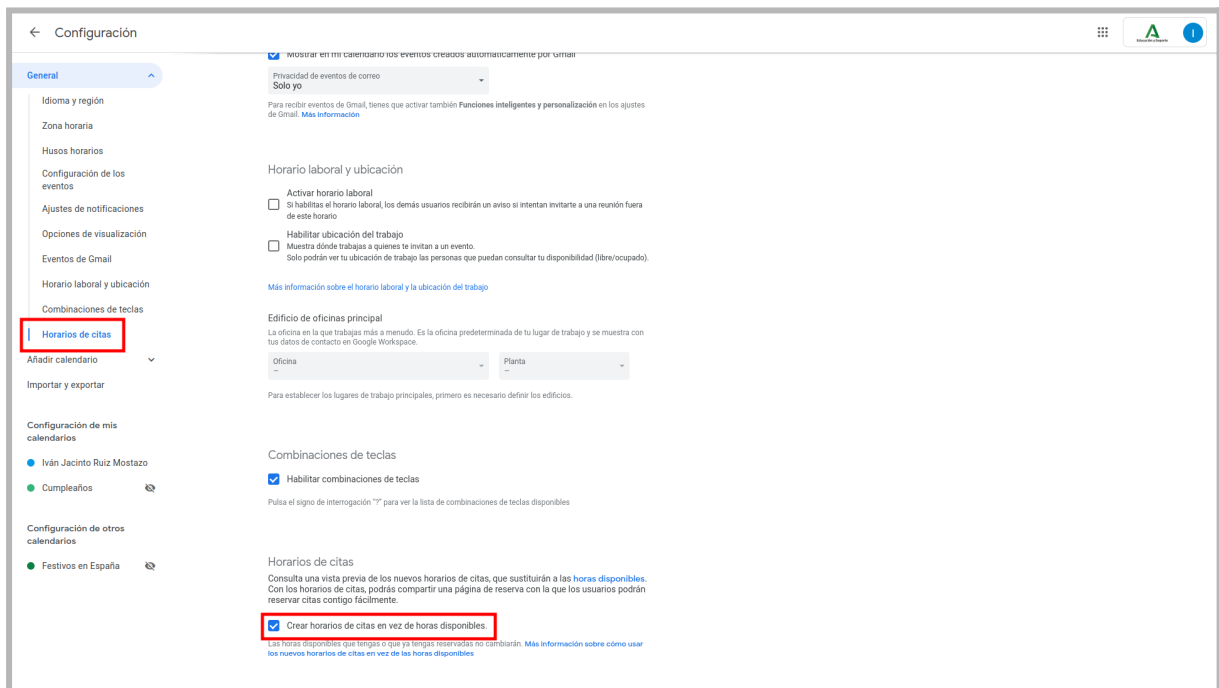 Configuración
Educación y Deporte
I
General
Idioma y región
Zona horaria
Husos horarios
Configuración de los
eventos
Ajustes de notificaciones
Opciones de visualización
Eventos de Gmail
Horario laboral y ubicación
Combinaciones de teclas
Horarios de citas
Añadir calendario
Importar y exportar
Configuración de mis
calendarios
Iván Jacinto Ruiz Mostazo
Cumpleaños
Configuración de otros
calendarios
Festivos en España
Mostrar en mi calendario los eventos creados automáticamente por Gmail
Privacidad de eventos de correo
Solo yo
Para recibir eventos de Gmail, tienes que activar también Funciones inteligentes y personalización en los ajustes
de Gmail. Más información
Horario laboral y ubicación
Activar horario laboral
Si habilitas el horario laboral, los demás usuarios recibirán un aviso si intentan invitarte a una reunión fuera
de este horario
Habilitar ubicación del trabajo
Muestra dónde trabajas a quienes te invitan a un evento.
Solo podrán ver tu ubicación de trabajo las personas que puedan consultar tu disponibilidad (libre/ocupado).
Más información sobre el horario laboral y la ubicación del trabajo
Edificio de oficinas principal
La oficina en la que trabajas más a menudo. Es la oficina predeterminada de tu lugar de trabajo y se muestra con
tus datos de contacto en Google Workspace.
Oficina
–
Planta
–
Para establecer los lugares de trabajo principales, primero es necesario definir los edificios.
Combinaciones de teclas
Habilitar combinaciones de teclas
Pulsa el signo de interrogación "?" para ver la lista de combinaciones de teclas disponibles
Horarios de citas
Consulta una vista previa de los nuevos horarios de citas, que sustituirán a las horas disponibles.
Con los horarios de citas, podrás compartir una página de reserva con la que los usuarios podrán
reservar citas contigo fácilmente.
Crear horarios de citas en vez de horas disponibles.
Las horas disponibles que tengas o que ya tengas reservadas no cambiarán. Más información sobre cómo usar
los nuevos horarios de citas en vez de las horas disponibles